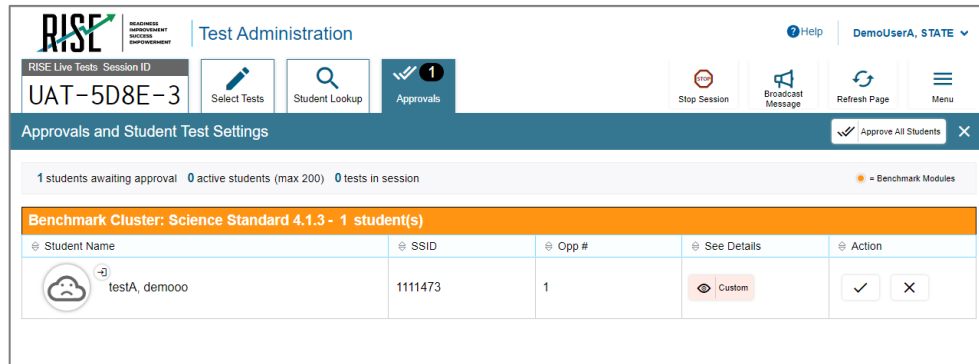 RISE
READINESS
IMPROVEMENT
SUCCESS
EMPOWERMENT
Test Administration
Help
DemoUserA, STATE
RISE Live Tests Session ID
UAT-5D8E-3
Select Tests
Student Lookup
1
Approvals
STOP
Stop Session
Broadcast
Message
Refresh Page
Menu
Approvals and Student Test Settings
Approve All Students
1 students awaiting approval 0 active students (max 200) 0 tests in session
= Benchmark Modules
Benchmark Cluster: Science Standard 4.1.3 - 1 student(s)
Student Name SSID Opp # See Details Action
testA, demooo 1111473 1 Custom